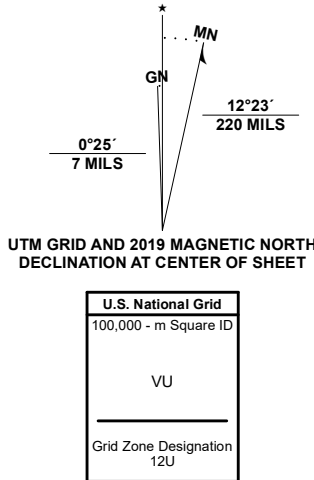 ★
MN
GN
12°23´
220 MILS
0°25´
7 MILS
UTM GRID AND 2019 MAGNETIC NORTH
DECLINATION AT CENTER OF SHEET
U.S. National Grid
100,000 - m Square ID
VU
Grid Zone Designation
12U